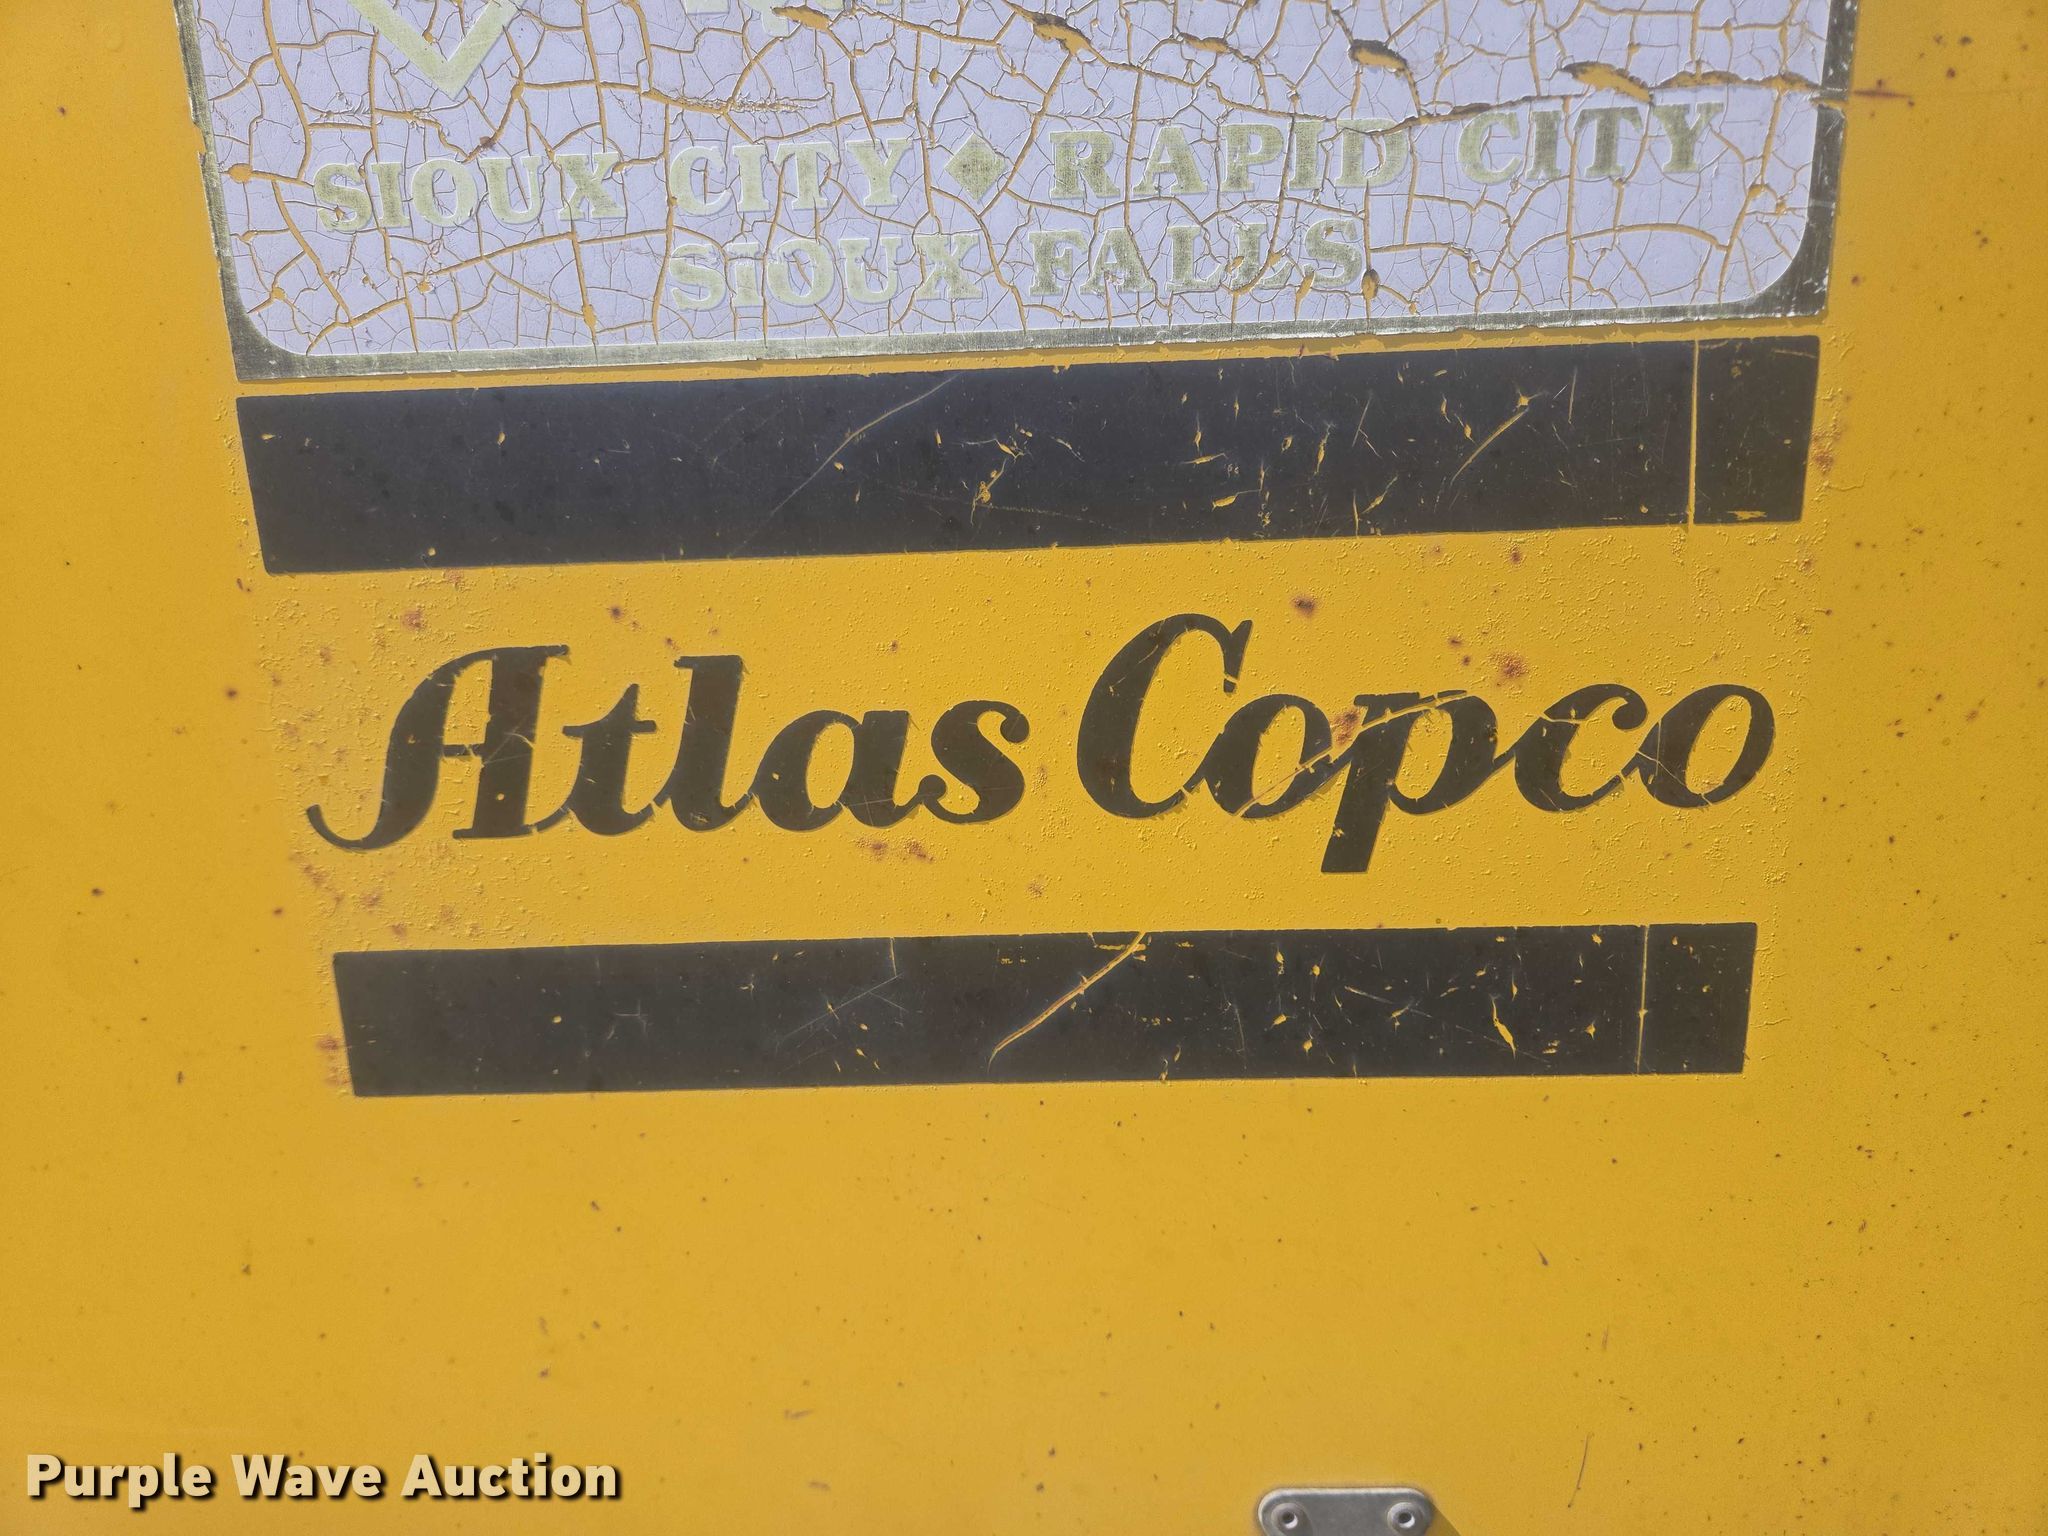 SIOUX CITY ◆ RAPID CITY
SIOUX FALLS
Atlas Copco
Purple Wave Auction